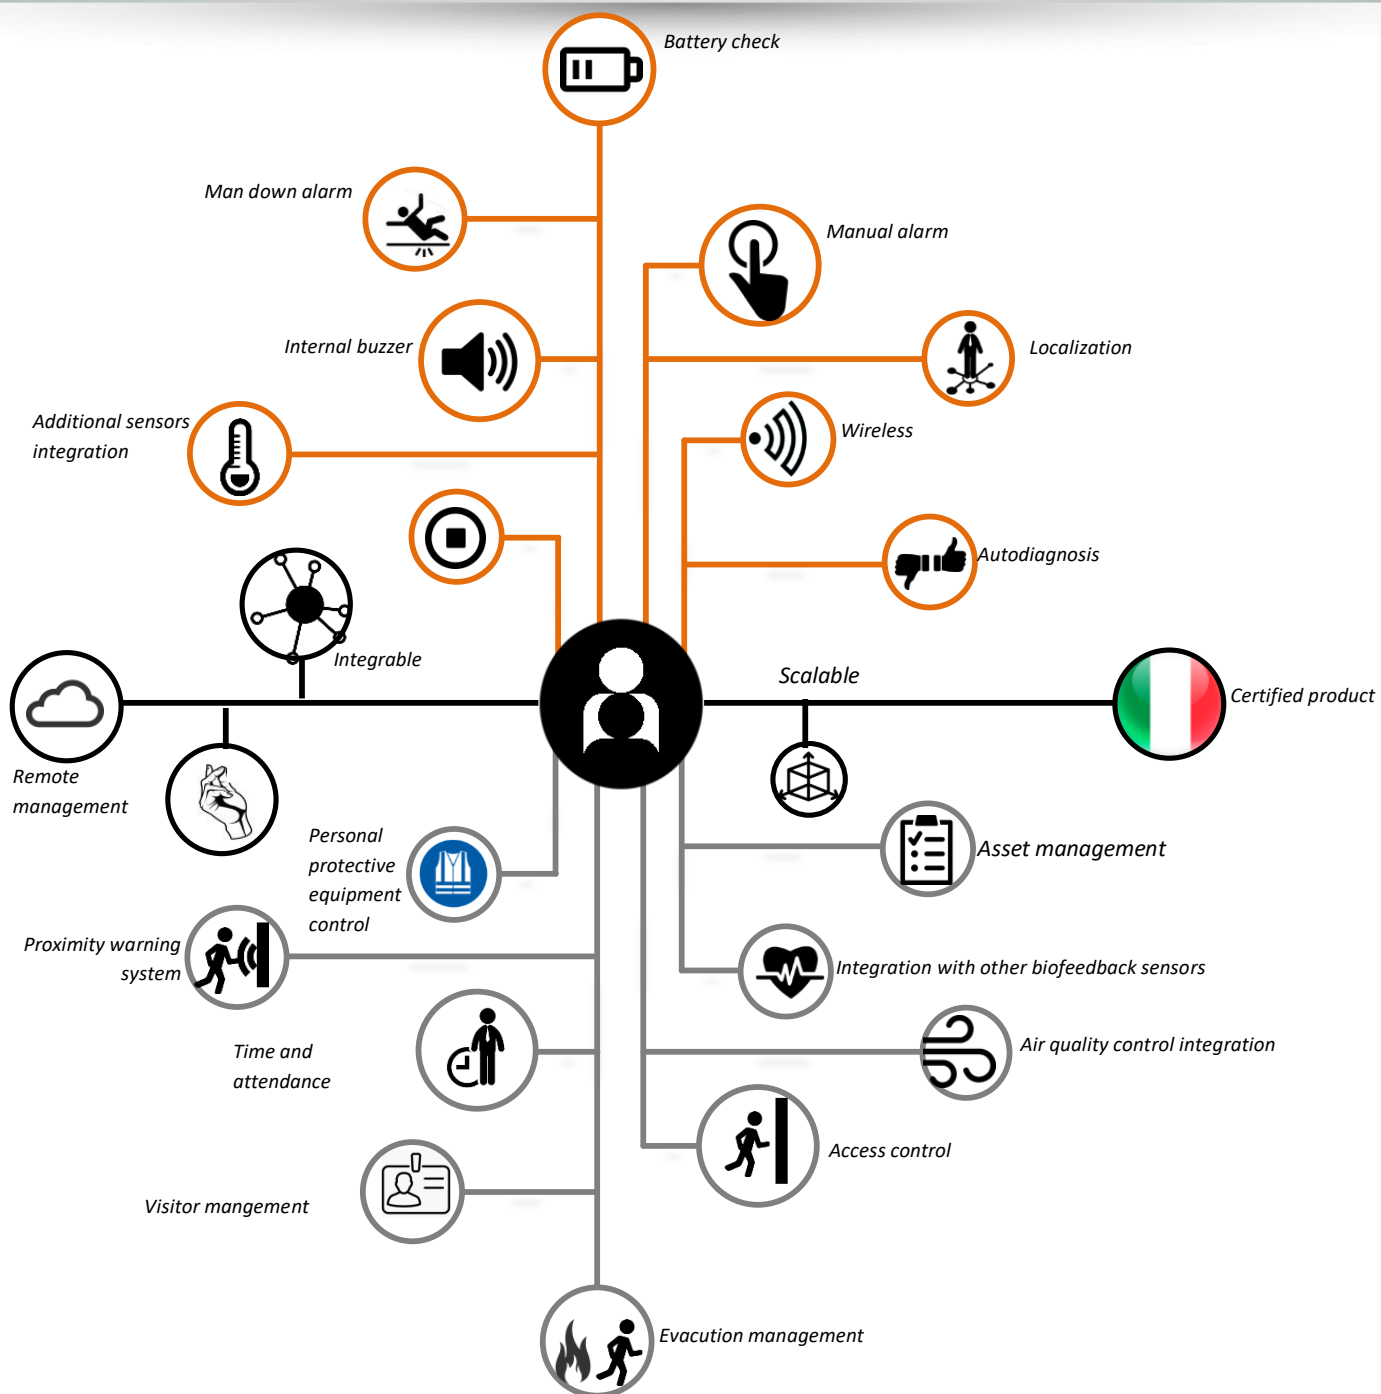 Battery check
Man down alarm
Manual alarm
Internal buzzer
Localization
Additional sensors
integration
Wireless
Autodiagnosis
Integrable
Scalable
Certified product
Remote
management
Personal
protective
equipment
control
Asset management
Proximity warning
system
Integration with other biofeedback sensors
Time and
attendance
Air quality control integration
Access control
Visitor mangement
Evacution management